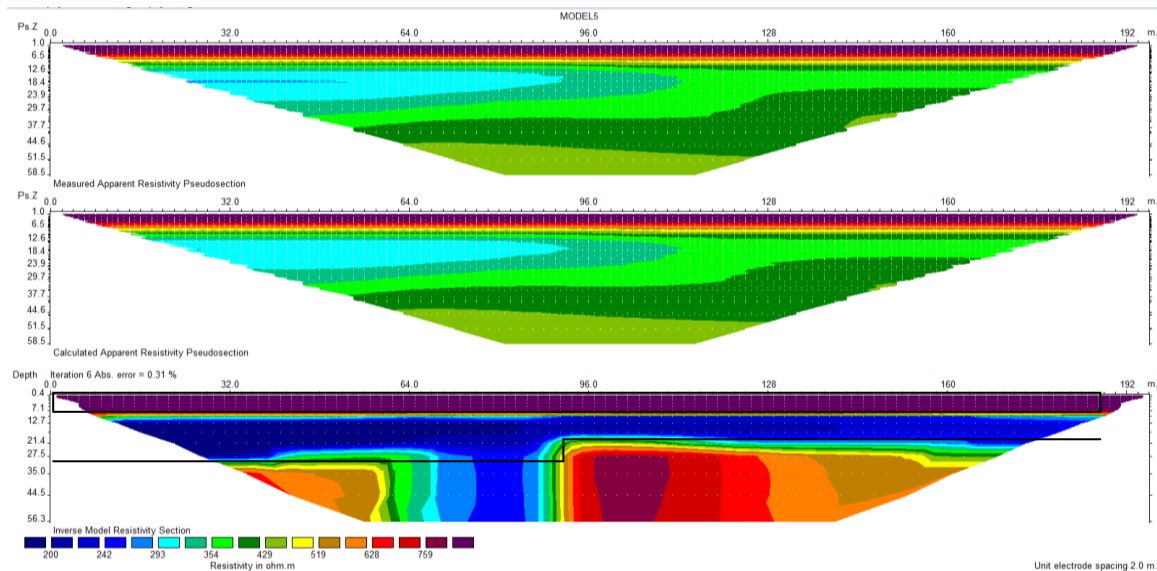 MODEL5
Ps.Z 0.0 32.0 64.0 96.0 128 160 192 m.
1.0
6.5
12.6
18.4
23.9
29.7
37.7
44.6
51.5
58.5
Measured Apparent Resistivity Pseudosection
Ps.Z 0.0 32.0 64.0 96.0 128 160 192 m.
1.0
6.5
12.6
18.4
23.9
29.7
37.7
44.6
51.5
58.5
Calculated Apparent Resistivity Pseudosection
Depth Iteration 6 Abs. error = 0.31 %
0.0 32.0 64.0 96.0 128 160 192 m.
0.4
7.1
12.7
21.4
27.5
35.0
44.5
56.3
Inverse Model Resistivity Section
200 242 293 354 429 519 628 759
Resistivity in ohm.m Unit electrode spacing 2.0 m.